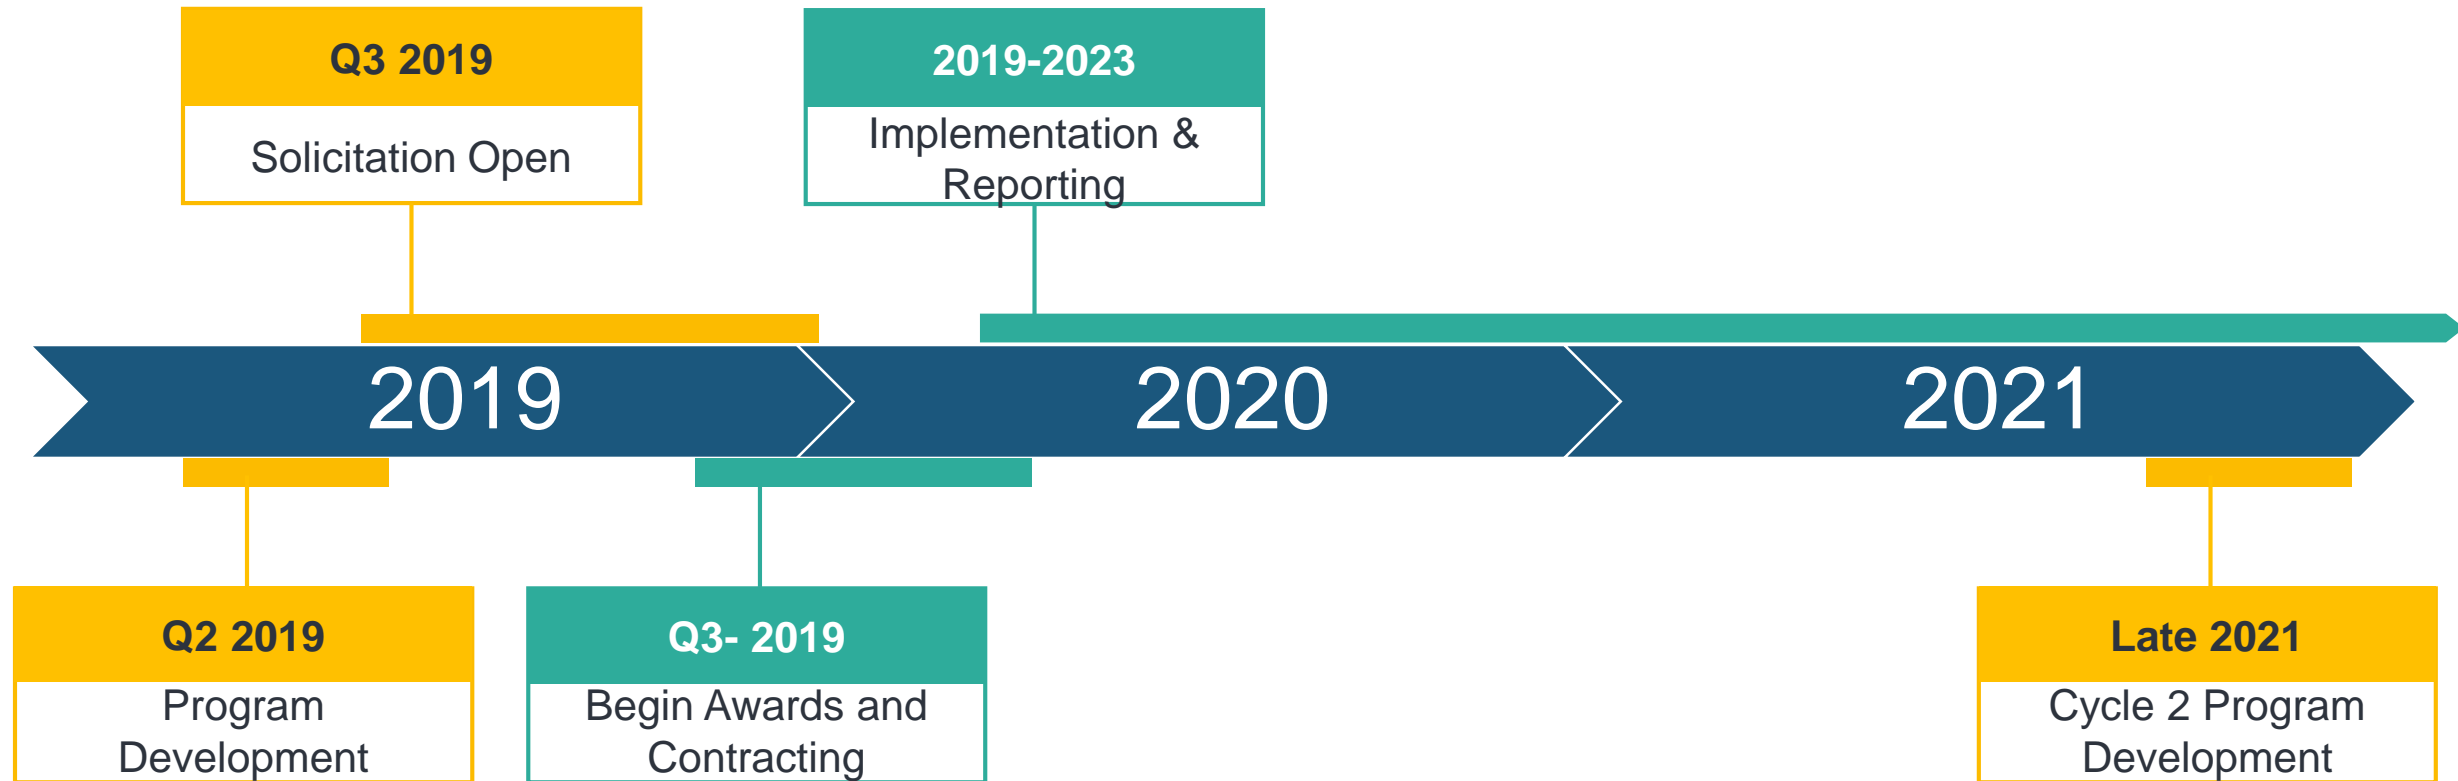 Q3 2019
Solicitation Open
2019-2023
Implementation &
Reporting
2019
2020
2021
Q2 2019
Program
Development
Q3- 2019
Begin Awards and
Contracting
Late 2021
Cycle 2 Program
Development